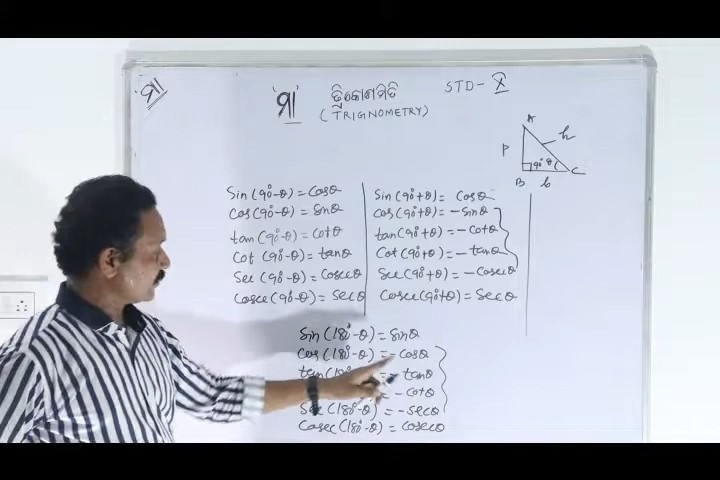 ମା
'ମା' ତ୍ରିକୋଣମିତି STD- X
(TRIGNOMETRY)
A
P h
90° θ
B b C
Sin (90°-θ) = Cosθ
Cos (90°-θ) = Sinθ
tan (90°-θ) = Cotθ
Cot (90°-θ) = tanθ
Sec (90°-θ) = Cosecθ
Cosec (90°-θ) = Secθ
Sin (90°+θ) = Cosθ
Cos (90°+θ) = -Sinθ
tan (90°+θ) = -Cotθ
Cot (90°+θ) = -tanθ
Sec (90°+θ) = -Cosecθ
Cosec (90°+θ) = Secθ
Sin (180°-θ) = Sinθ
Cos (180°-θ) = -Cosθ
tan (180°-θ) = -tanθ
= -Cotθ
Sec (180°-θ) = -Secθ
Cosec (180°-θ) = Cosecθ